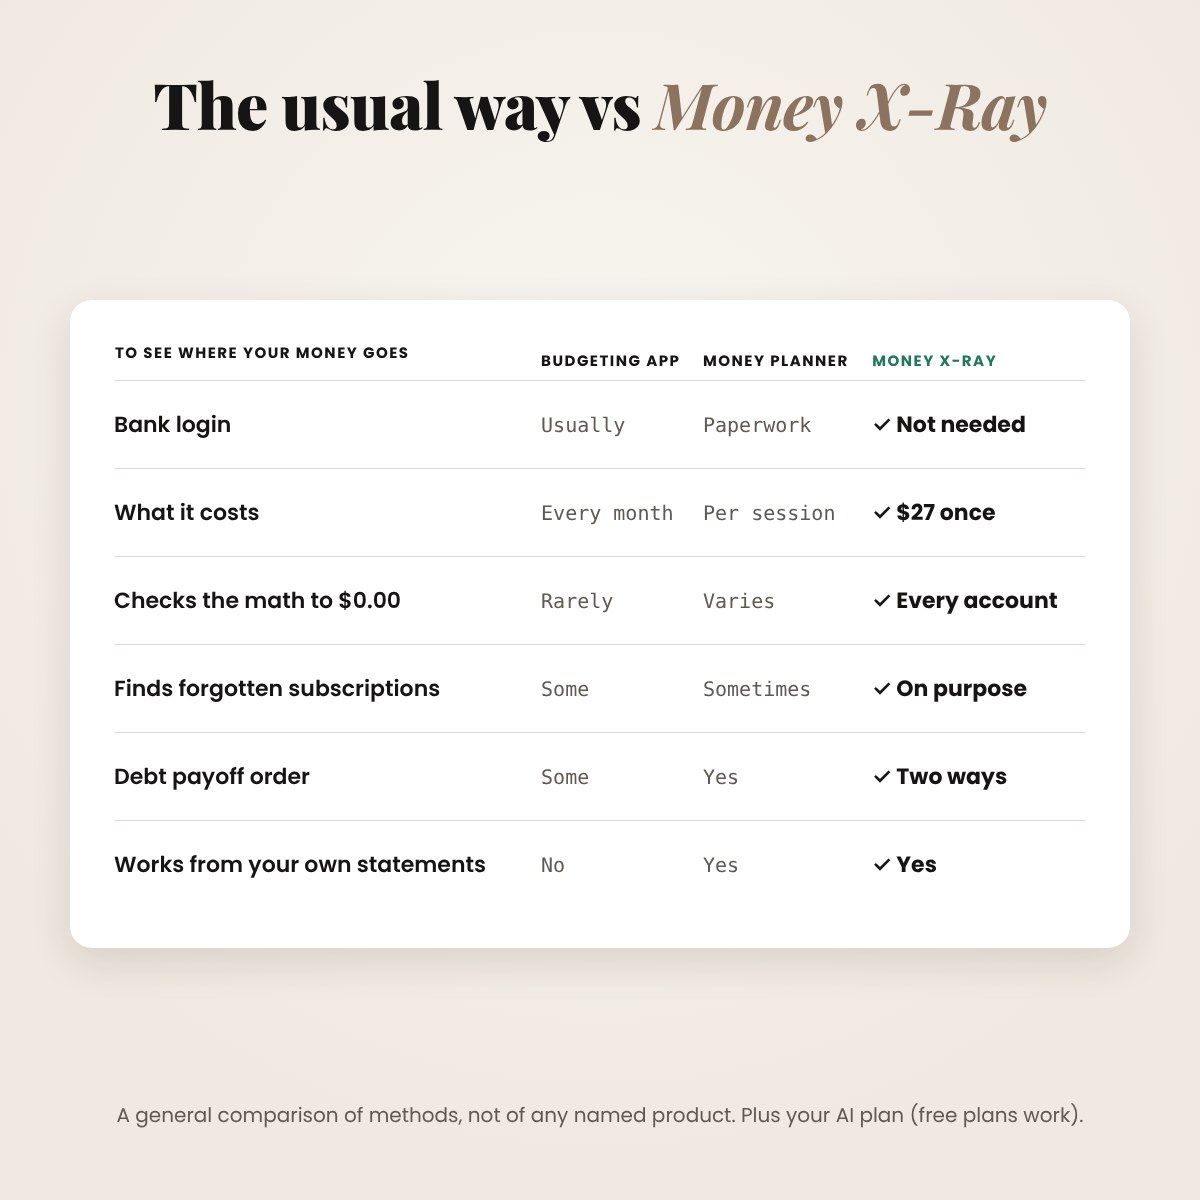 The usual way vs Money X-Ray
TO SEE WHERE YOUR MONEY GOES BUDGETING APP MONEY PLANNER MONEY X-RAY
Bank login Usually Paperwork ✓ Not needed
What it costs Every month Per session ✓ $27 once
Checks the math to $0.00 Rarely Varies ✓ Every account
Finds forgotten subscriptions Some Sometimes ✓ On purpose
Debt payoff order Some Yes ✓ Two ways
Works from your own statements No Yes ✓ Yes
A general comparison of methods, not of any named product. Plus your AI plan (free plans work).